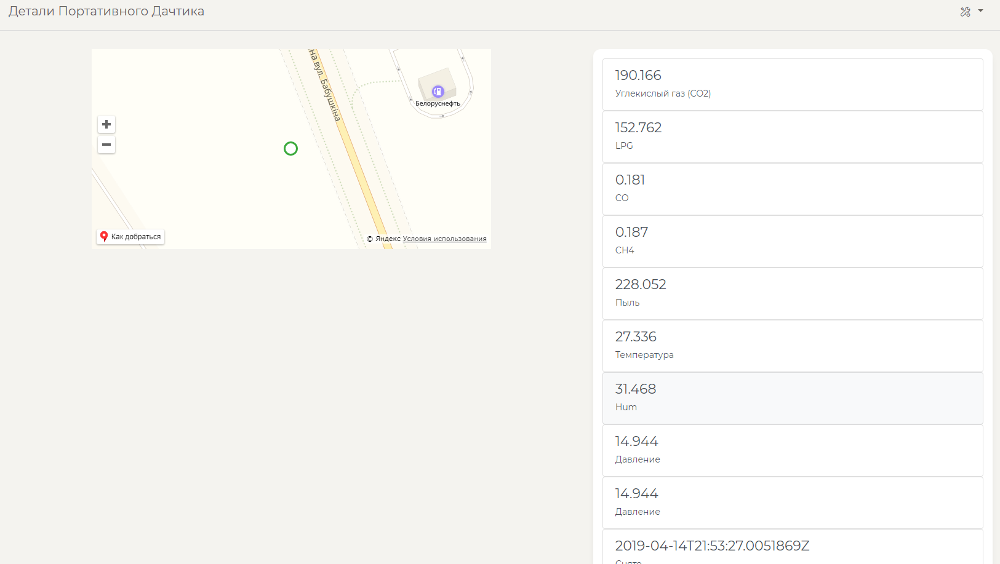 Детали Портативного Дачтика
на вул. Бабушкіна
Белоруснефть
Как добраться
© Яндекс Условия использования
190.166
Углекислый газ (CO2)
152.762
LPG
0.181
CO
0.187
CH4
228.052
Пыль
27.336
Температура
31.468
Hum
14.944
Давление
14.944
Давление
2019-04-14T21:53:27.0051869Z